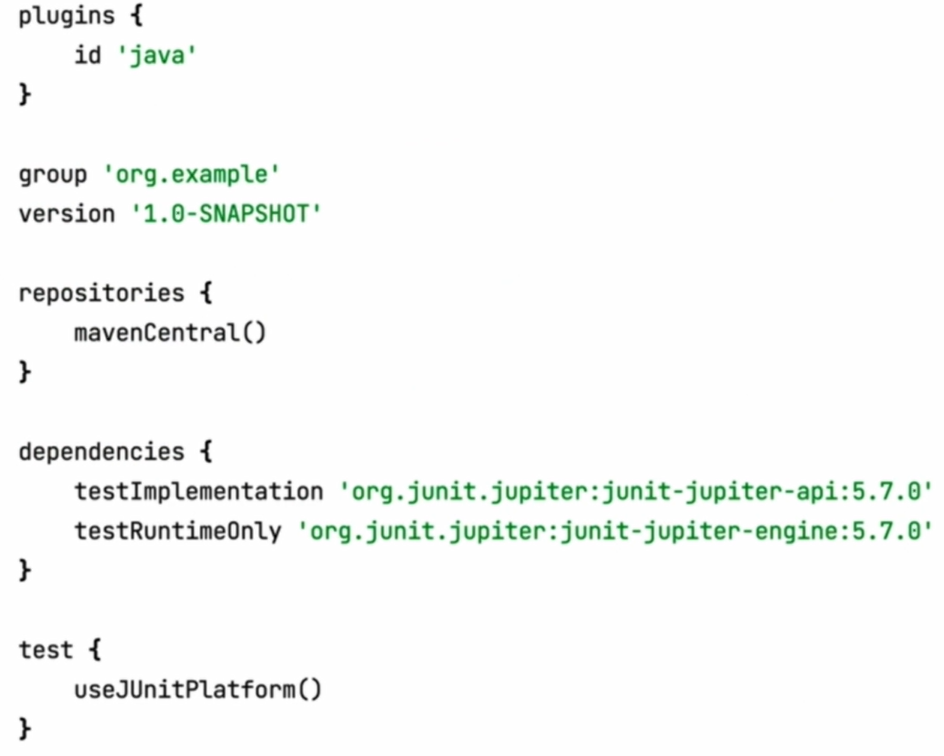 plugins {
    id 'java'
}

group 'org.example'
version '1.0-SNAPSHOT'

repositories {
    mavenCentral()
}

dependencies {
    testImplementation 'org.junit.jupiter:junit-jupiter-api:5.7.0'
    testRuntimeOnly 'org.junit.jupiter:junit-jupiter-engine:5.7.0'
}

test {
    useJUnitPlatform()
}